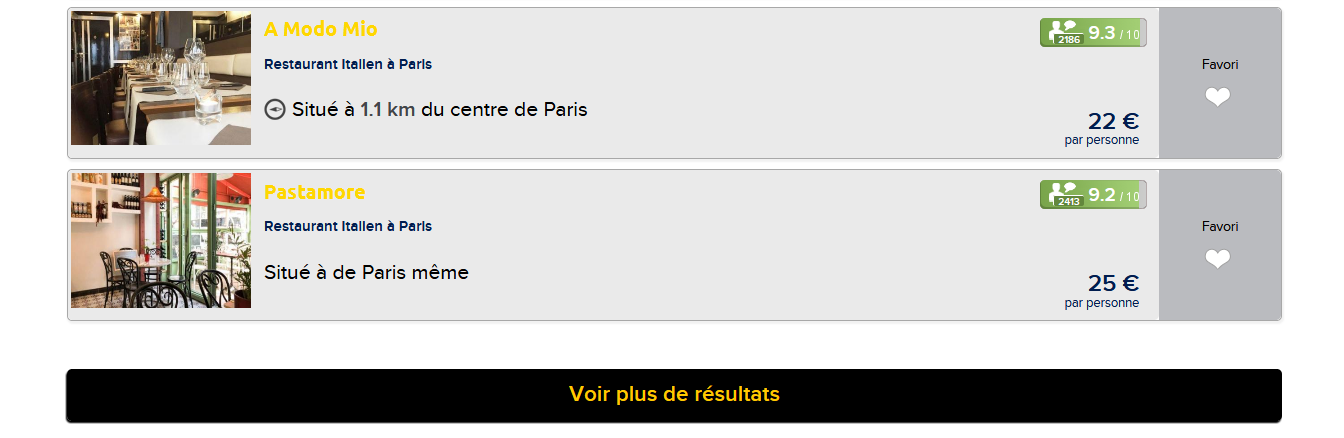 A Modo Mio
2186 9.3 / 10
Restaurant Italien à Paris
Favori
Situé à 1.1 km du centre de Paris
22 €
par personne
Pastamore
2413 9.2 / 10
Restaurant Italien à Paris
Favori
Situé à de Paris même
25 €
par personne
Voir plus de résultats